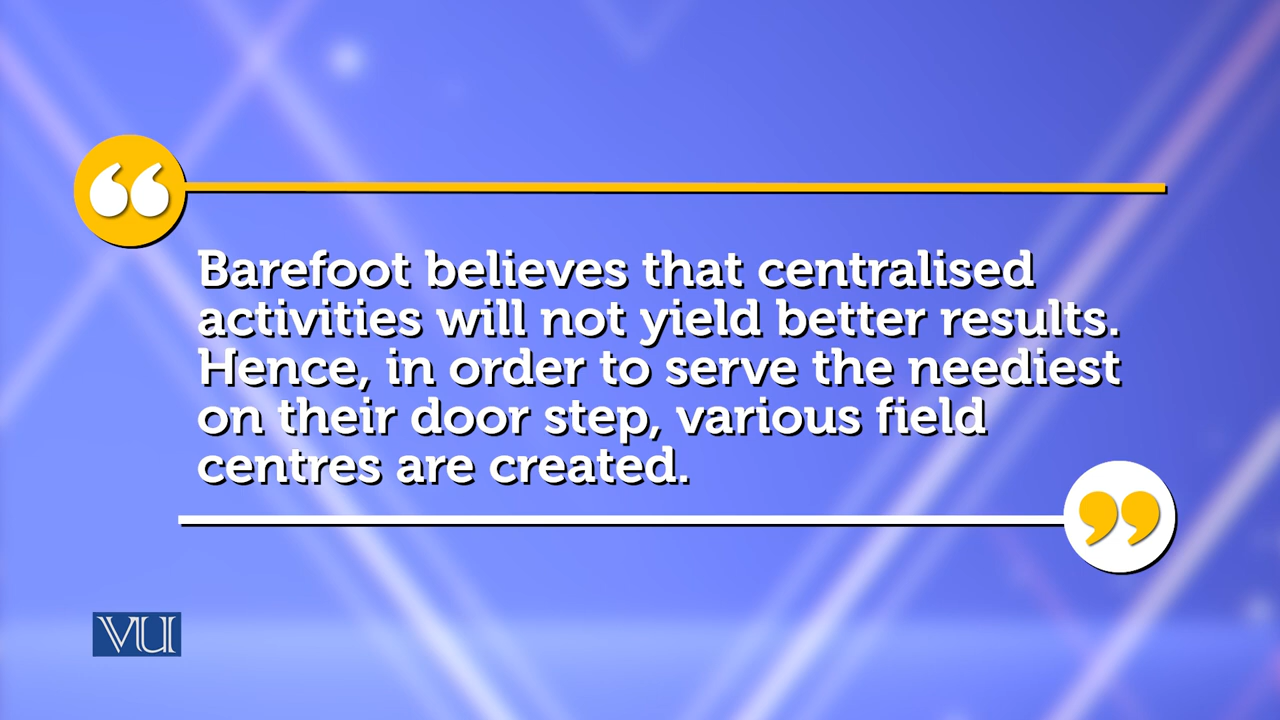 Barefoot believes that centralised
activities will not yield better results.
Hence, in order to serve the neediest
on their door step, various field
centres are created.
VU